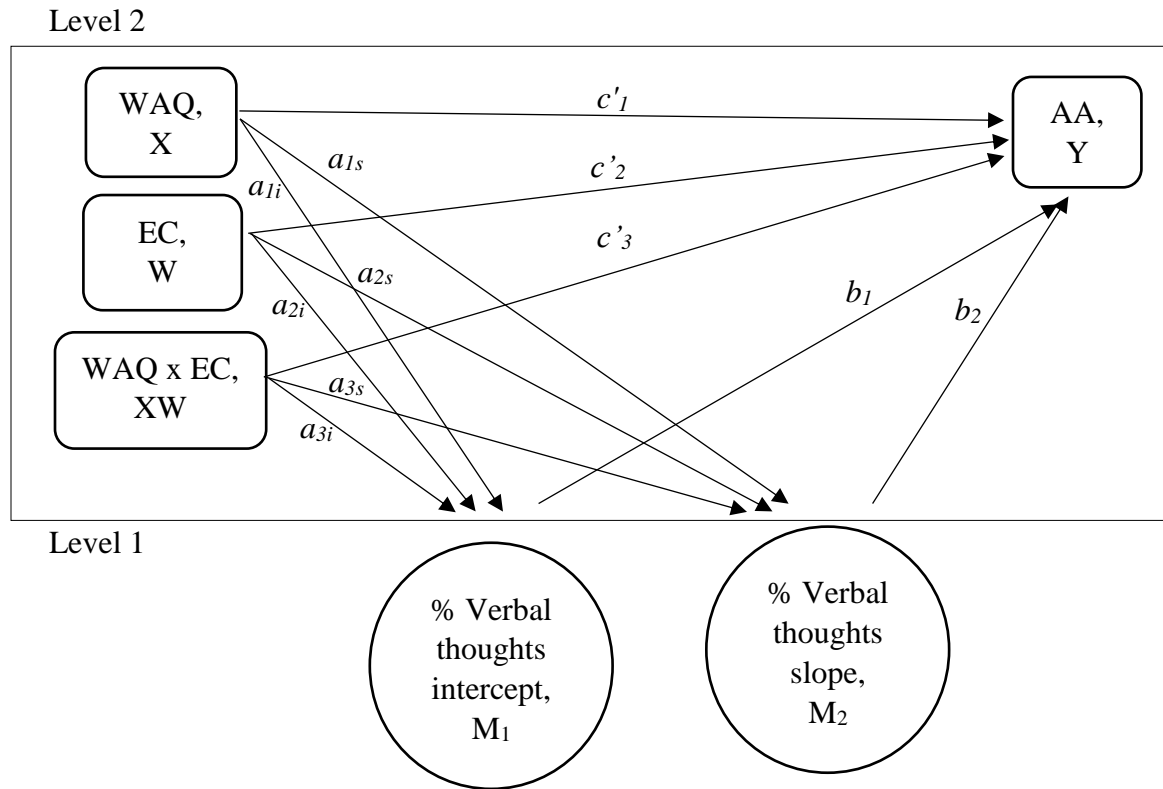 Level 2
WAQ,
X
EC,
W
WAQ x EC,
XW
AA,
Y
c'1
c’2
c’3
a1s
a1i
a2s
a2i
a3s
a3i
b1
b2
Level 1
% Verbal
thoughts
intercept,
M1
% Verbal
thoughts
slope,
M2